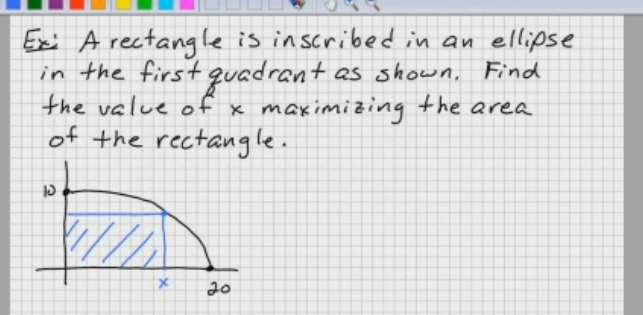 Ex: A rectangle is inscribed in an ellipse
in the first quadrant as shown. Find
the value of x maximizing the area
of the rectangle.
10
x
20